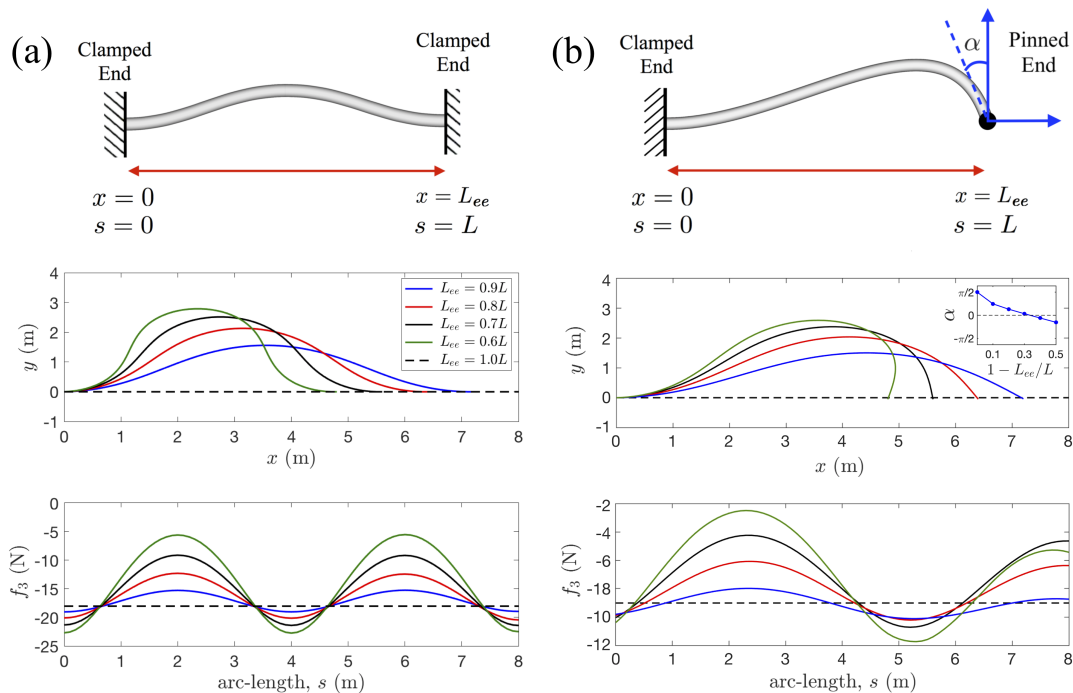 (a)
Clamped
End
Clamped
End
x = 0
s = 0
x = L_ee
s = L
(b)
Clamped
End
α
Pinned
End
x = 0
s = 0
x = L_ee
s = L
4
3
2
1
0
-1
y (m)
L_ee = 0.9L
L_ee = 0.8L
L_ee = 0.7L
L_ee = 0.6L
L_ee = 1.0L
0 1 2 3 4 5 6 7 8
x (m)
4
3
2
1
0
-1
y (m)
π/2
0
-π/2
α
0.1 0.3 0.5
1 − L_ee/L
0 1 2 3 4 5 6 7 8
x (m)
0
-5
-10
-15
-20
-25
f_3 (N)
0 1 2 3 4 5 6 7 8
arc-length, s (m)
-2
-4
-6
-8
-10
-12
f_3 (N)
0 1 2 3 4 5 6 7 8
arc-length, s (m)